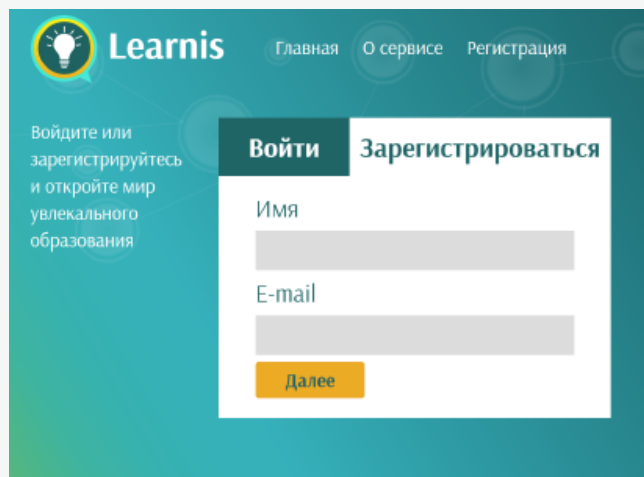 Learnis
Главная О сервисе Регистрация
Войдите или
зарегистрируйтесь
и откройте мир
увлекального
образования
Войти Зарегистрироваться
Имя
E-mail
Далее